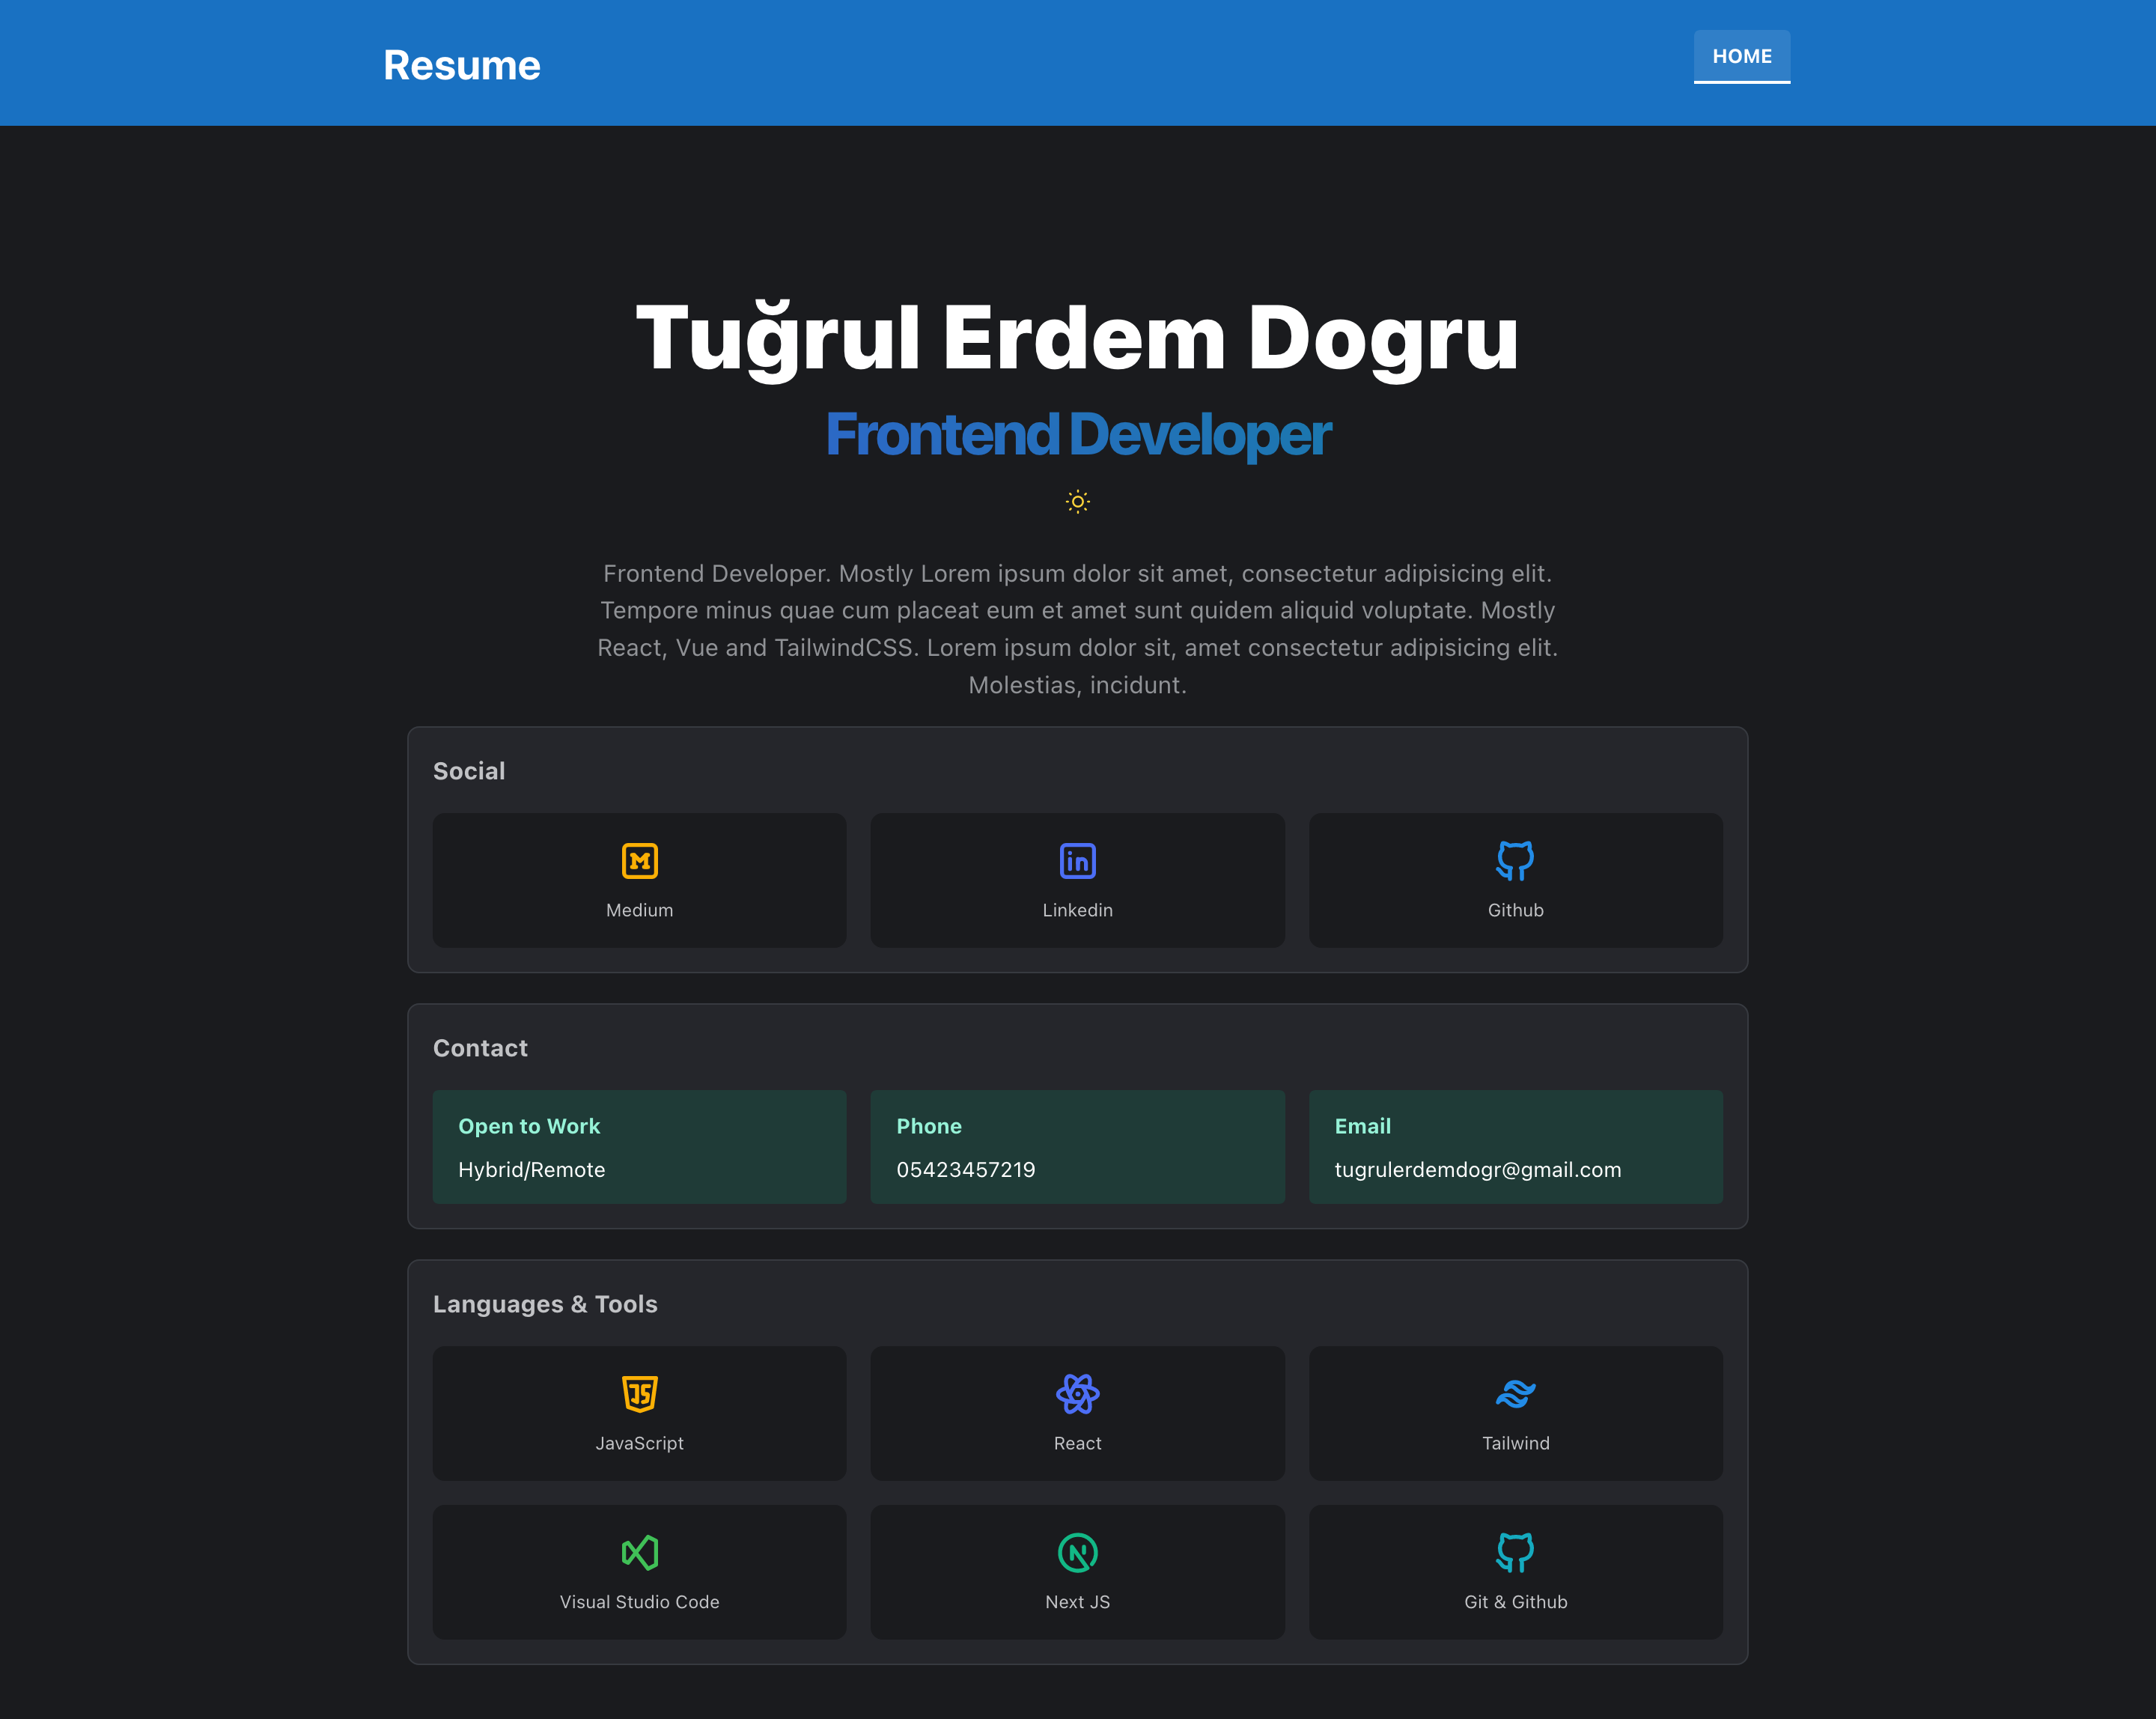 Resume
HOME
Tuğrul Erdem Dogru
Frontend Developer
Frontend Developer. Mostly Lorem ipsum dolor sit amet, consectetur adipisicing elit.
Tempore minus quae cum placeat eum et amet sunt quidem aliquid voluptate. Mostly
React, Vue and TailwindCSS. Lorem ipsum dolor sit, amet consectetur adipisicing elit.
Molestias, incidunt.
Social
Medium
Linkedin
Github
Contact
Open to Work
Hybrid/Remote
Phone
05423457219
Email
tugrulerdemdogr@gmail.com
Languages & Tools
JavaScript
React
Tailwind
Visual Studio Code
Next JS
Git & Github